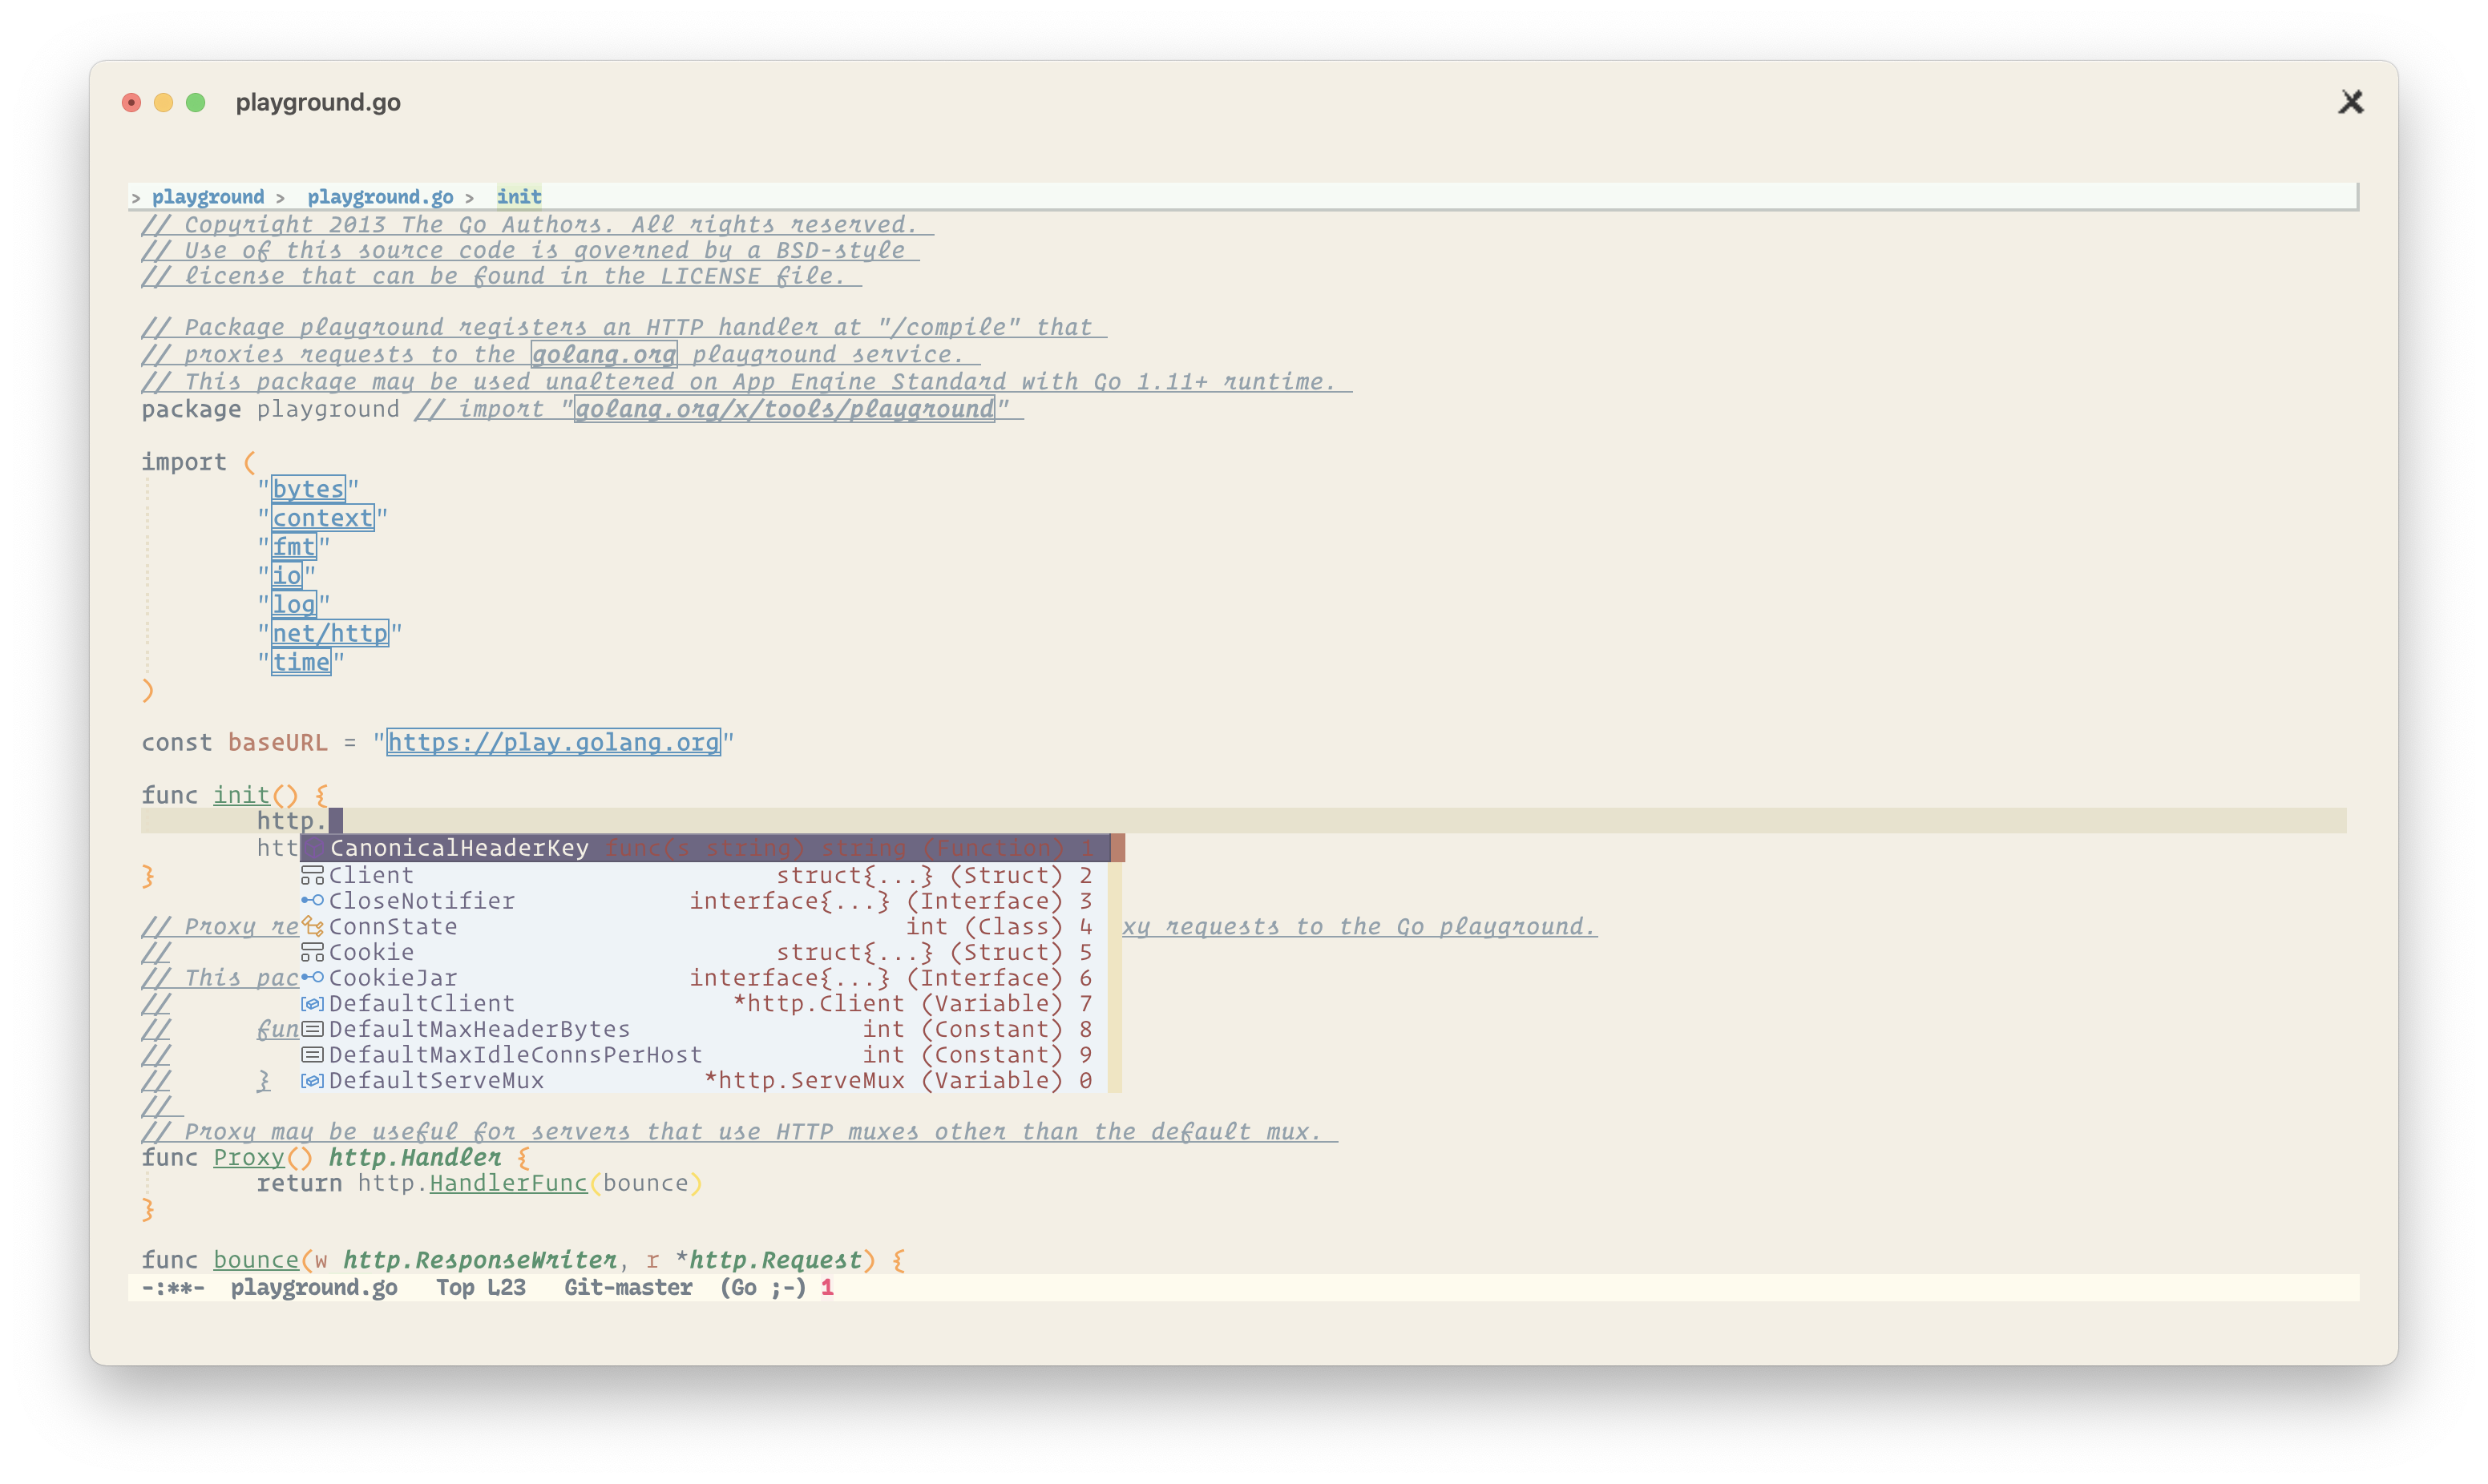 playground.go
> playground > playground.go > init
// Copyright 2013 The Go Authors. All rights reserved.
// Use of this source code is governed by a BSD-style
// license that can be found in the LICENSE file.
// Package playground registers an HTTP handler at "/compile" that
// proxies requests to the golang.org playground service.
// This package may be used unaltered on App Engine Standard with Go 1.11+ runtime.
package playground // import "golang.org/x/tools/playground"
import (
"bytes"
"context"
"fmt"
"io"
"log"
"net/http"
"time"
)
const baseURL = "https://play.golang.org"
func init() {
http.
htt CanonicalHeaderKey func(s string) string (Function) 1
} Client struct{...} (Struct) 2
CloseNotifier interface{...} (Interface) 3
// Proxy re ConnState int (Class) 4 xy requests to the Go playground.
// Cookie struct{...} (Struct) 5
// This pac CookieJar interface{...} (Interface) 6
// DefaultClient *http.Client (Variable) 7
// fun DefaultMaxHeaderBytes int (Constant) 8
// DefaultMaxIdleConnsPerHost int (Constant) 9
// } DefaultServeMux *http.ServeMux (Variable) 0
//
// Proxy may be useful for servers that use HTTP muxes other than the default mux.
func Proxy() http.Handler {
return http.HandlerFunc(bounce)
}
func bounce(w http.ResponseWriter, r *http.Request) {
-:**- playground.go Top L23 Git-master (Go ;-) 1